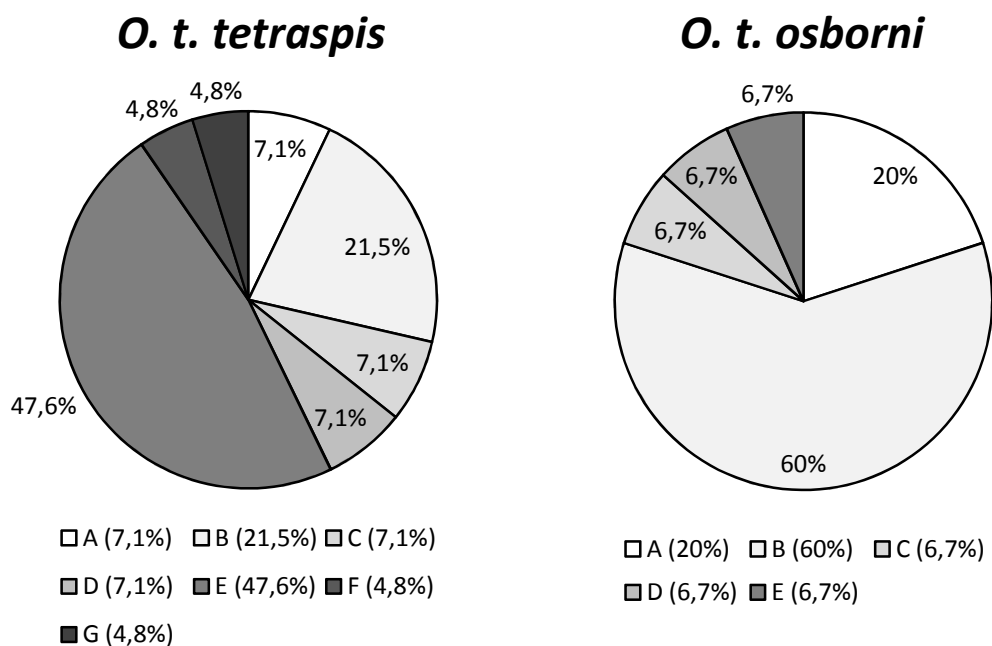 O. t. tetraspis
4,8%
4,8%
7,1%
21,5%
7,1%
7,1%
47,6%
A (7,1%) B (21,5%) C (7,1%)
D (7,1%) E (47,6%) F (4,8%)
G (4,8%)
O. t. osborni
6,7%
20%
6,7%
6,7%
60%
A (20%) B (60%) C (6,7%)
D (6,7%) E (6,7%)